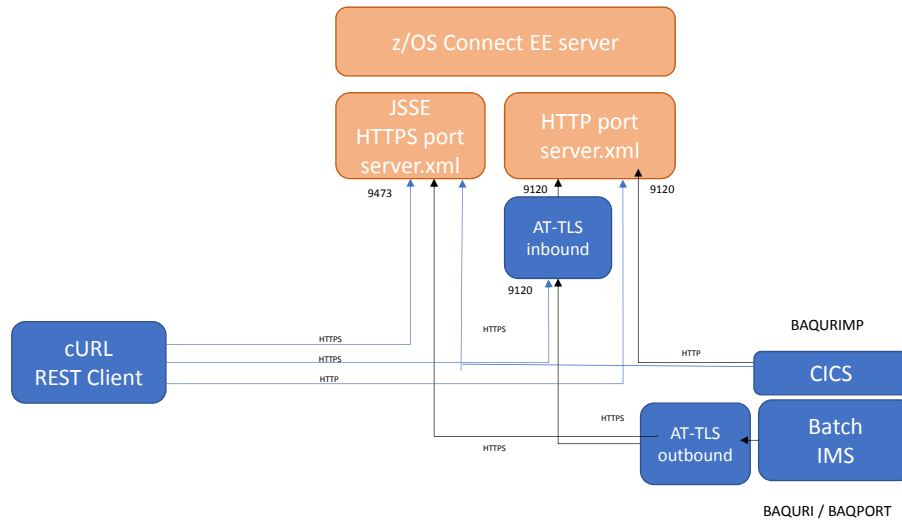 z/OS Connect EE server
JSSE
HTTPS port
server.xml
HTTP port
server.xml
9473
9120
9120
AT-TLS
inbound
9120
BAQURIMP
HTTPS
HTTPS
HTTP
cURL
REST Client
HTTPS
HTTP
CICS
HTTPS
AT-TLS
outbound
Batch
IMS
HTTPS
BAQURI / BAQPORT